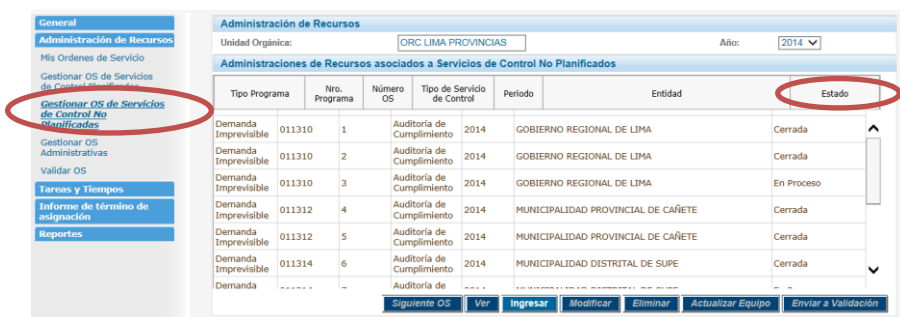 General
Administración de Recursos
Mis Ordenes de Servicio
Gestionar OS de Servicios
de Control Planificadas
Gestionar OS de Servicios
de Control No
Planificadas
Gestionar OS
Administrativas
Validar OS
Tareas y Tiempos
Informe de término de
asignación
Reportes
Administración de Recursos
Unidad Orgánica: ORC LIMA PROVINCIAS Año: 2014
Administraciones de Recursos asociados a Servicios de Control No Planificados
Tipo Programa Nro. Programa Número OS Tipo de Servicio de Control Periodo Entidad Estado
Demanda Imprevisible 011310 1 Auditoría de Cumplimiento 2014 GOBIERNO REGIONAL DE LIMA Cerrada
Demanda Imprevisible 011310 2 Auditoría de Cumplimiento 2014 GOBIERNO REGIONAL DE LIMA Cerrada
Demanda Imprevisible 011310 3 Auditoría de Cumplimiento 2014 GOBIERNO REGIONAL DE LIMA En Proceso
Demanda Imprevisible 011312 4 Auditoría de Cumplimiento 2014 MUNICIPALIDAD PROVINCIAL DE CAÑETE Cerrada
Demanda Imprevisible 011312 5 Auditoría de Cumplimiento 2014 MUNICIPALIDAD PROVINCIAL DE CAÑETE Cerrada
Demanda Imprevisible 011314 6 Auditoría de Cumplimiento 2014 MUNICIPALIDAD DISTRITAL DE SUPE Cerrada
Demanda Auditoría de
Siguiente OS Ver Ingresar Modificar Eliminar Actualizar Equipo Enviar a Validación